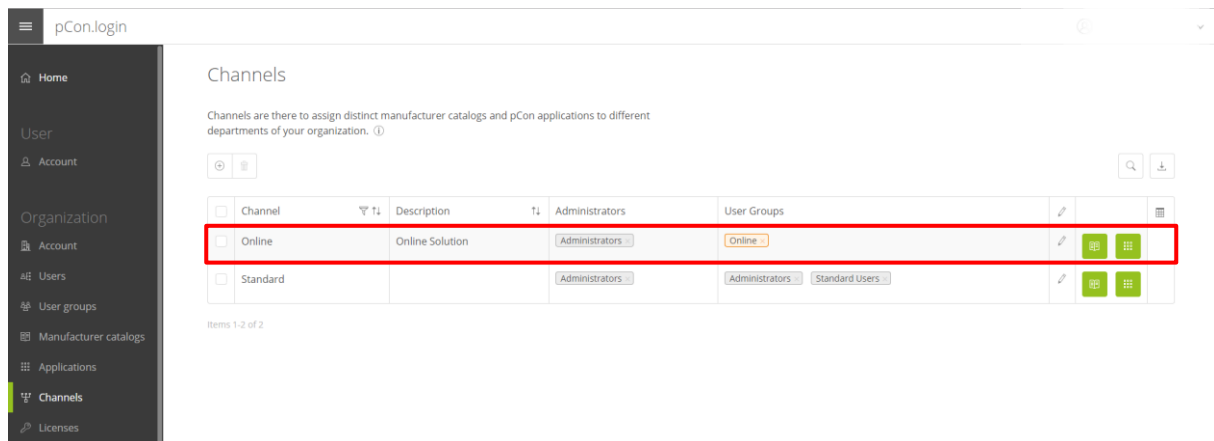 pCon.login
Home
User
Account
Organization
Account
Users
User groups
Manufacturer catalogs
Applications
Channels
Licenses
Channels
Channels are there to assign distinct manufacturer catalogs and pCon applications to different
departments of your organization.
Channel Description Administrators User Groups
Online Online Solution Administrators × Online ×
Standard Administrators × Administrators × Standard Users ×
Items 1-2 of 2